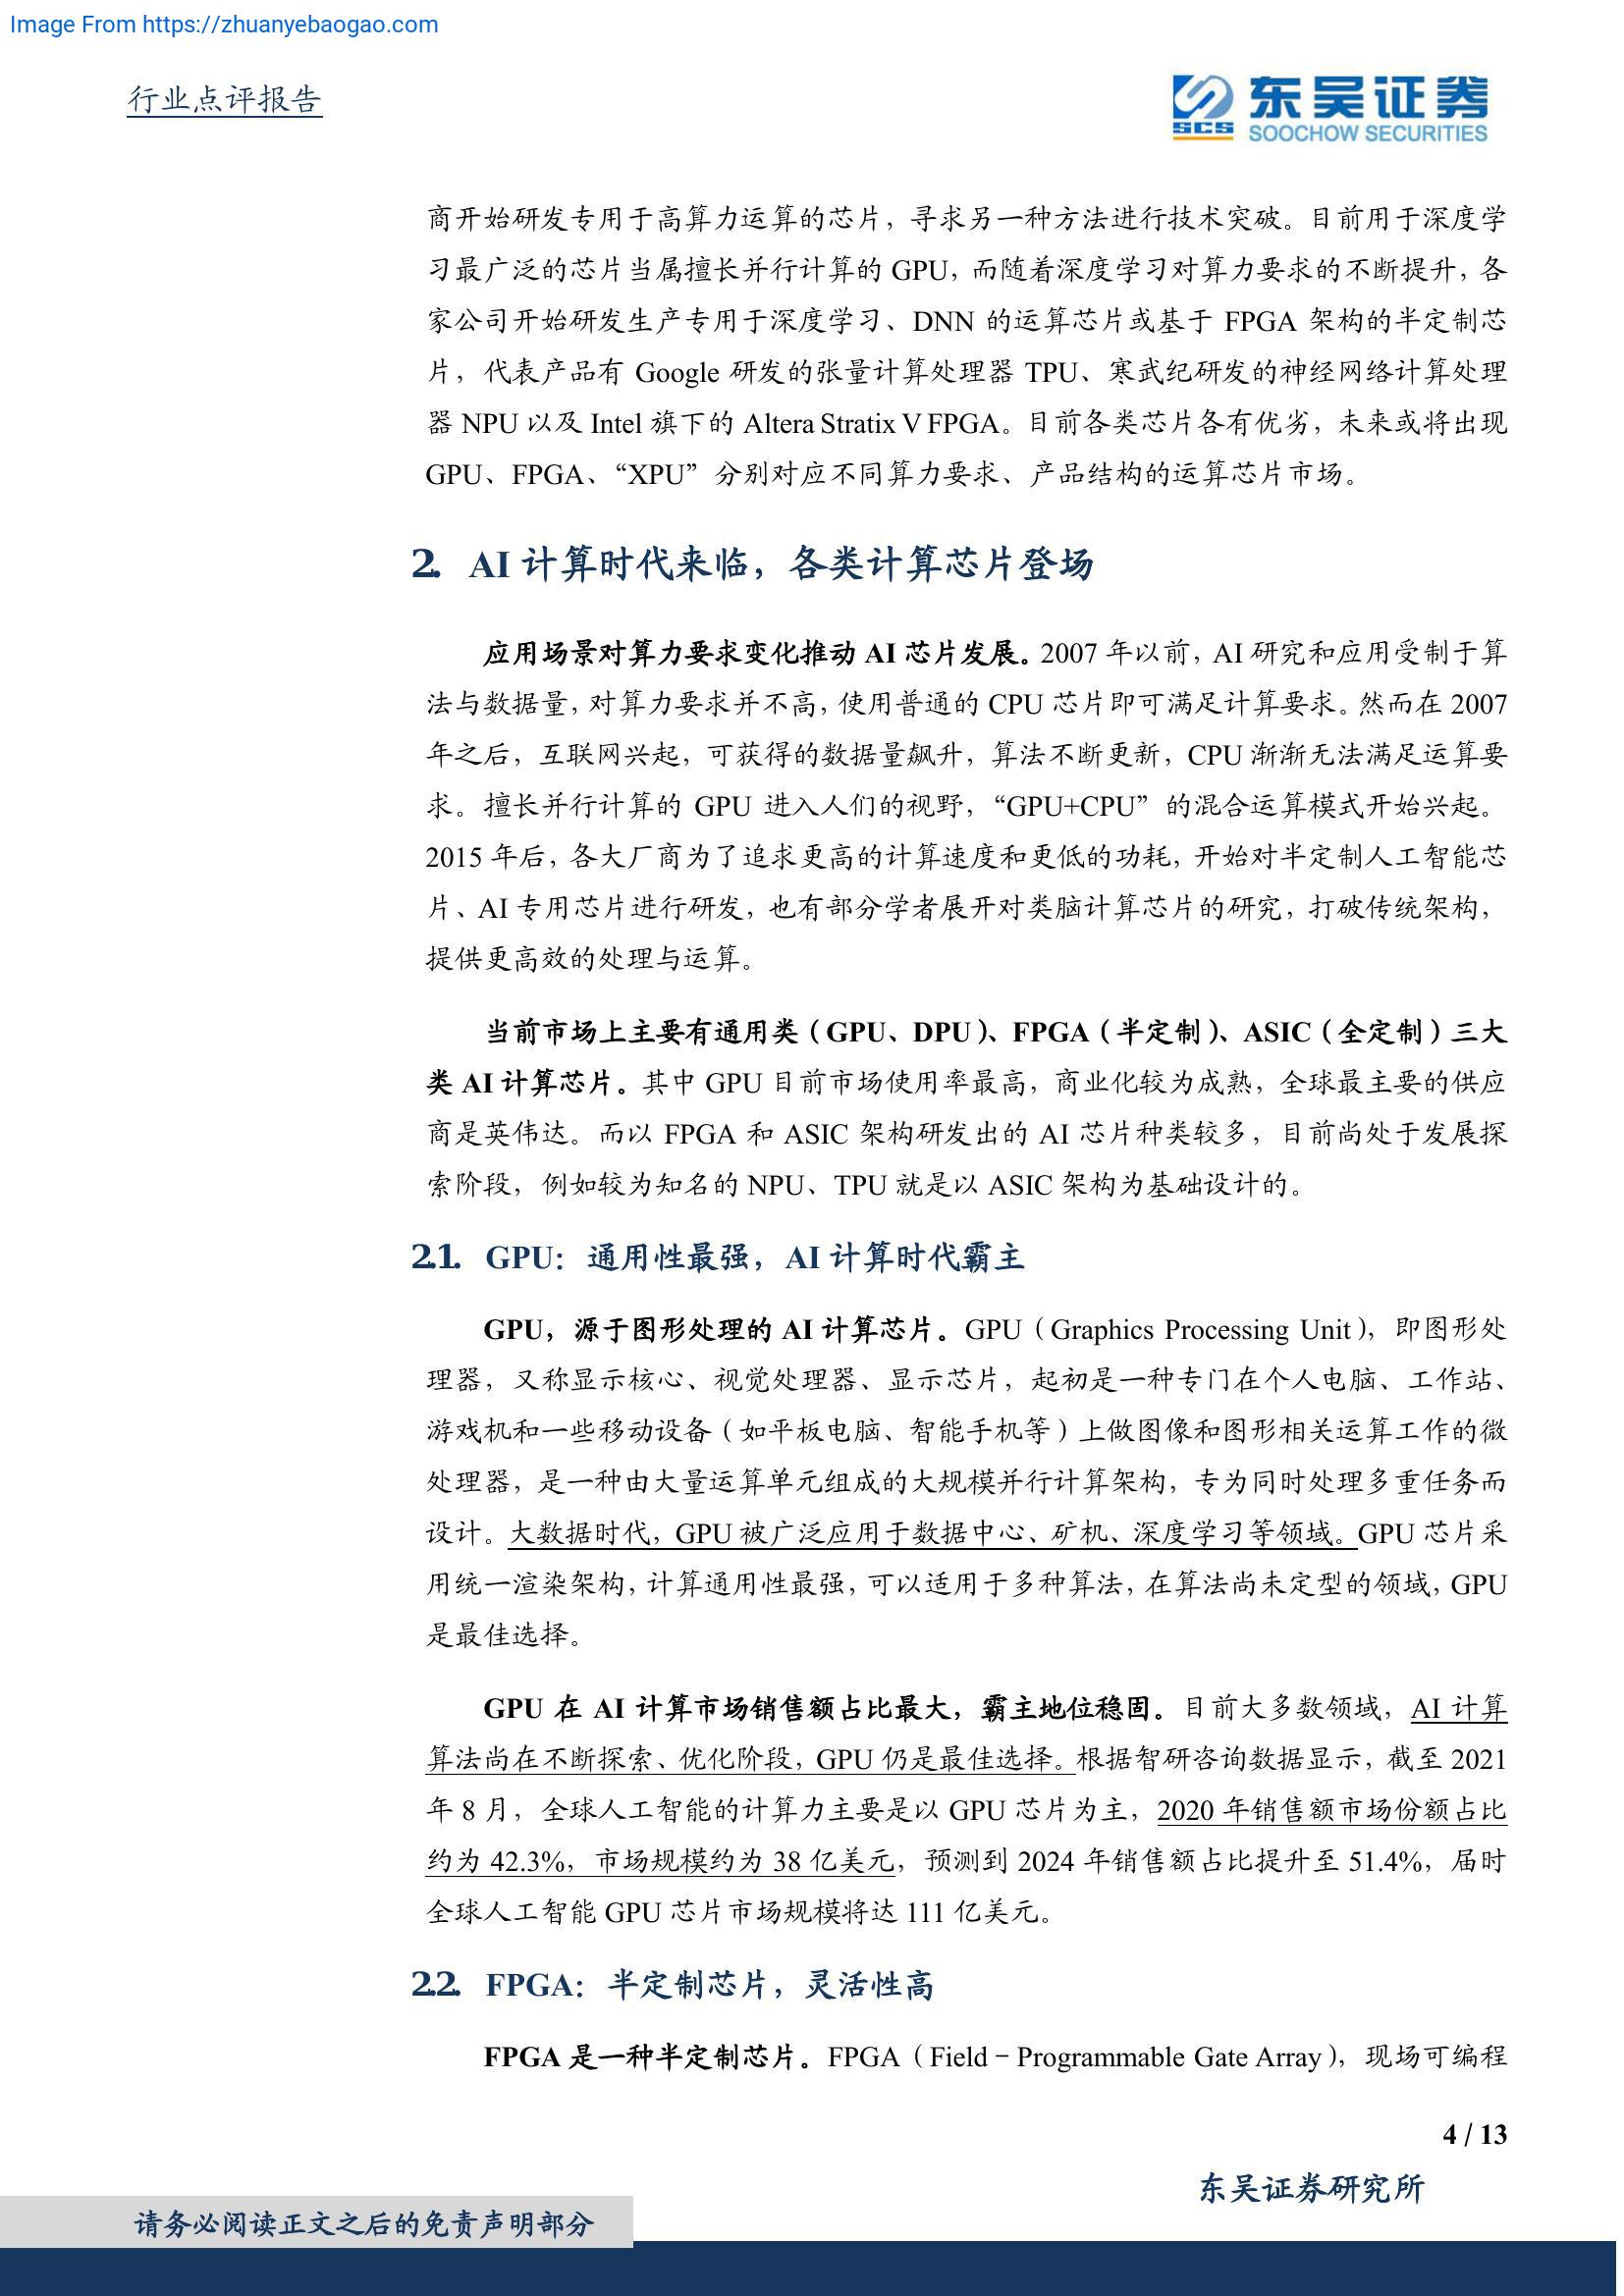 Image From https://zhuanyebaogao.com
行业点评报告
SCS 东吴证券
SOOCHOW SECURITIES
商开始研发专用于高算力运算的芯片，寻求另一种方法进行技术突破。目前用于深度学
习最广泛的芯片当属擅长并行计算的 GPU，而随着深度学习对算力要求的不断提升，各
家公司开始研发生产专用于深度学习、DNN 的运算芯片或基于 FPGA 架构的半定制芯
片，代表产品有 Google 研发的张量计算处理器 TPU、寒武纪研发的神经网络计算处理
器 NPU 以及 Intel 旗下的 Altera Stratix V FPGA。目前各类芯片各有优劣，未来或将出现
GPU、FPGA、“XPU”分别对应不同算力要求、产品结构的运算芯片市场。
2. AI 计算时代来临，各类计算芯片登场
应用场景对算力要求变化推动 AI 芯片发展。2007 年以前，AI 研究和应用受制于算
法与数据量，对算力要求并不高，使用普通的 CPU 芯片即可满足计算要求。然而在 2007
年之后，互联网兴起，可获得的数据量飙升，算法不断更新，CPU 渐渐无法满足运算要
求。擅长并行计算的 GPU 进入人们的视野，“GPU+CPU”的混合运算模式开始兴起。
2015 年后，各大厂商为了追求更高的计算速度和更低的功耗，开始对半定制人工智能芯
片、AI 专用芯片进行研发，也有部分学者展开对类脑计算芯片的研究，打破传统架构，
提供更高效的处理与运算。
当前市场上主要有通用类（GPU、DPU）、FPGA（半定制）、ASIC（全定制）三大
类 AI 计算芯片。其中 GPU 目前市场使用率最高，商业化较为成熟，全球最主要的供应
商是英伟达。而以 FPGA 和 ASIC 架构研发出的 AI 芯片种类较多，目前尚处于发展探
索阶段，例如较为知名的 NPU、TPU 就是以 ASIC 架构为基础设计的。
2.1. GPU：通用性最强，AI 计算时代霸主
GPU，源于图形处理的 AI 计算芯片。GPU（Graphics Processing Unit），即图形处
理器，又称显示核心、视觉处理器、显示芯片，起初是一种专门在个人电脑、工作站、
游戏机和一些移动设备（如平板电脑、智能手机等）上做图像和图形相关运算工作的微
处理器，是一种由大量运算单元组成的大规模并行计算架构，专为同时处理多重任务而
设计。大数据时代，GPU 被广泛应用于数据中心、矿机、深度学习等领域。GPU 芯片采
用统一渲染架构，计算通用性最强，可以适用于多种算法，在算法尚未定型的领域，GPU
是最佳选择。
GPU 在 AI 计算市场销售额占比最大，霸主地位稳固。目前大多数领域，AI 计算
算法尚在不断探索、优化阶段，GPU 仍是最佳选择。根据智研咨询数据显示，截至 2021
年 8 月，全球人工智能的计算力主要是以 GPU 芯片为主，2020 年销售额市场份额占比
约为 42.3%，市场规模约为 38 亿美元，预测到 2024 年销售额占比提升至 51.4%，届时
全球人工智能 GPU 芯片市场规模将达 111 亿美元。
2.2. FPGA：半定制芯片，灵活性高
FPGA 是一种半定制芯片。FPGA（Field－Programmable Gate Array），现场可编程
4 / 13
东吴证券研究所
请务必阅读正文之后的免责声明部分